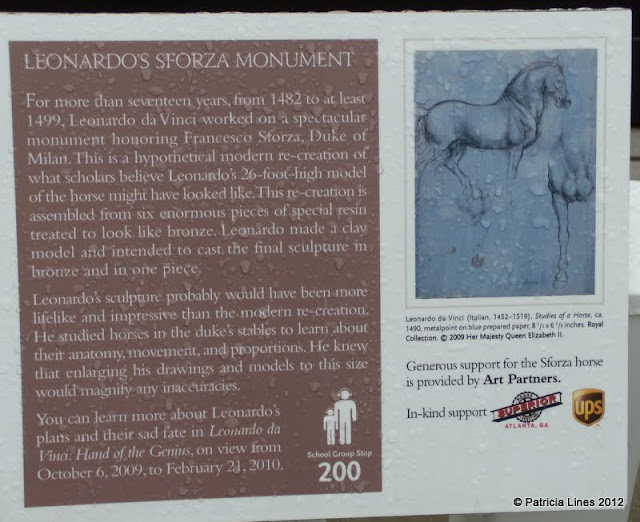 LEONARDO'S SFORZA MONUMENT
For more than seventeen years, from 1482 to at least
1499, Leonardo da Vinci worked on a spectacular
monument honoring Francesco Sforza, Duke of
Milan. This is a hypothetical modern re-creation of
what scholars believe Leonardo's 26-foot-high model
of the horse might have looked like. This re-creation is
assembled from six enormous pieces of special resin
treated to look like bronze. Leonardo made a clay
model and intended to cast the final sculpture in
bronze and in one piece.
Leonardo's sculpture probably would have been more
lifelike and impressive than the modern re-creation.
He studied horses in the duke's stables to learn about
their anatomy, movement, and proportions. He knew
that enlarging his drawings and models to this size
would magnify any inaccuracies.
You can learn more about Leonardo's
plans and their sad fate in Leonardo da
Vinci: Hand of the Genius, on view from
October 6, 2009, to February 21, 2010.
School Group Stop
200
Leonardo da Vinci (Italian, 1452–1519), Studies of a Horse, ca.
1490, metalpoint on blue prepared paper, 8 x 6 inches. Royal
Collection. © 2009 Her Majesty Queen Elizabeth II.
Generous support for the Sforza horse
is provided by Art Partners.
In-kind support
SUPERIOR
ATLANTA, GA
ups
© Patricia Lines 2012